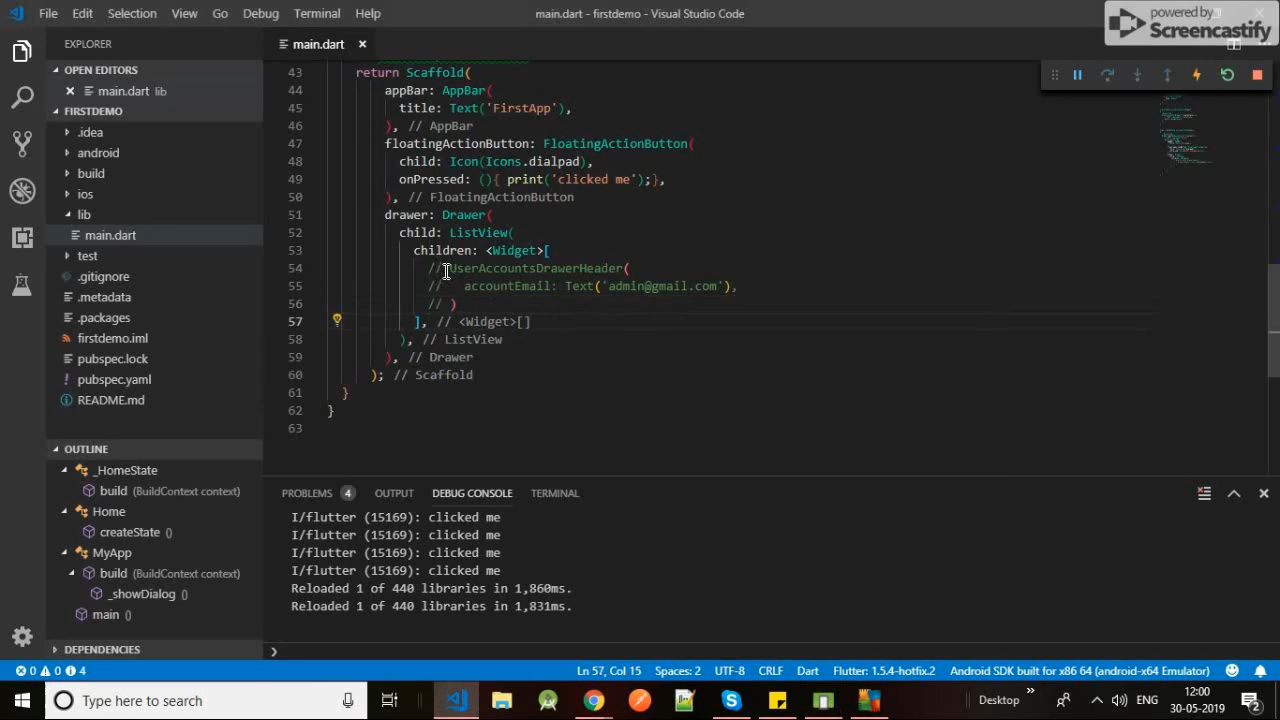 File Edit Selection View Go Debug Terminal Help
main.dart - firstdemo - Visual Studio Code
powered by
Screencastify
EXPLORER
OPEN EDITORS
main.dart lib
FIRSTDEMO
.idea
android
build
ios
lib
main.dart
test
.gitignore
.packages
firstdemo.iml
pubspec.lock
pubspec.yaml
README.md
OUTLINE
_HomeState
build (BuildContext context)
Home
createState ()
MyApp
build (BuildContext context)
_showDialog ()
main ()
DEPENDENCIES
main.dart
43 return Scaffold(
44 appBar: AppBar(
45 title: Text('FirstApp'),
46 ), // AppBar
47 floatingActionButton: FloatingActionButton(
48 child: Icon(Icons.dialpad),
49 onPressed: (){ print('clicked me');},
50 ), // FloatingActionButton
51 drawer: Drawer(
52 child: ListView(
53 children: <Widget>[
54 // UserAccountsDrawerHeader(
55 // accountEmail: Text('admin@gmail.com'),
56 // )
57 ], // <Widget>[]
58 ), // ListView
59 ), // Drawer
60 ); // Scaffold
61 }
62 }
63
PROBLEMS 4 OUTPUT DEBUG CONSOLE TERMINAL
I/flutter (15169): clicked me
I/flutter (15169): clicked me
I/flutter (15169): clicked me
I/flutter (15169): clicked me
Reloaded 1 of 440 libraries in 1,860ms.
Reloaded 1 of 440 libraries in 1,831ms.
0 0 4 Ln 57, Col 15 Spaces: 2 UTF-8 CRLF Dart Flutter: 1.5.4-hotfix.2 Android SDK built for x86 64 (android-x64 Emulator)
Type here to search
Desktop
ENG
12:00
30-05-2019
2